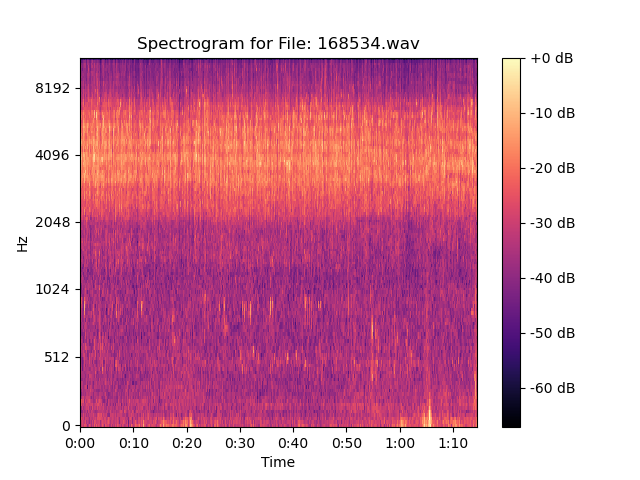 Spectrogram for File: 168534.wav
8192
4096
2048
1024
512
0
Hz
0:00 0:10 0:20 0:30 0:40 0:50 1:00 1:10
Time
+0 dB
-10 dB
-20 dB
-30 dB
-40 dB
-50 dB
-60 dB